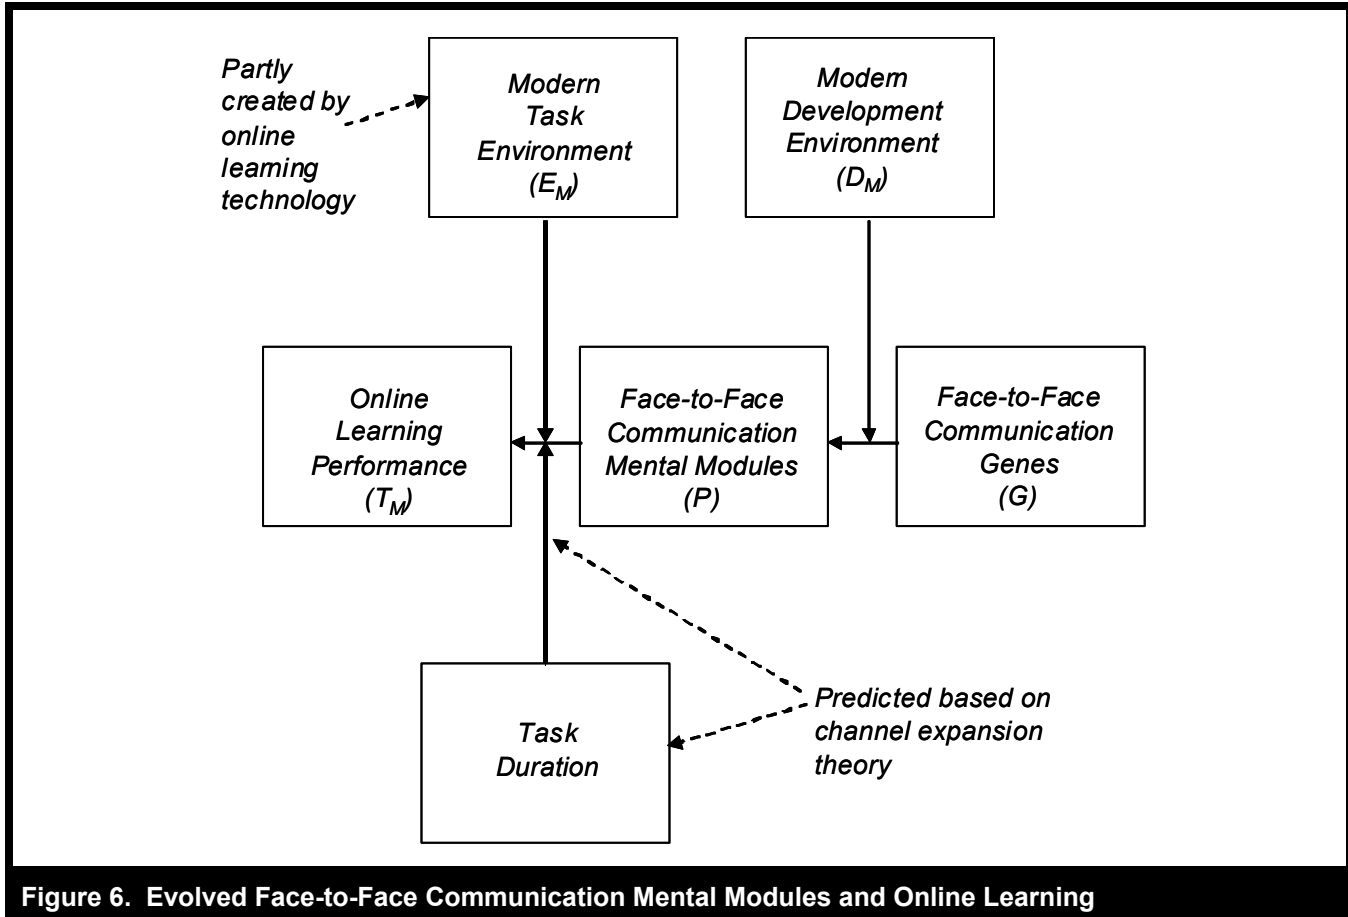 Partly
created by
online
learning
technology
Modern
Task
Environment
(E_M)
Modern
Development
Environment
(D_M)
Online
Learning
Performance
(T_M)
Face-to-Face
Communication
Mental Modules
(P)
Face-to-Face
Communication
Genes
(G)
Task
Duration
Predicted based on
channel expansion
theory
Figure 6. Evolved Face-to-Face Communication Mental Modules and Online Learning